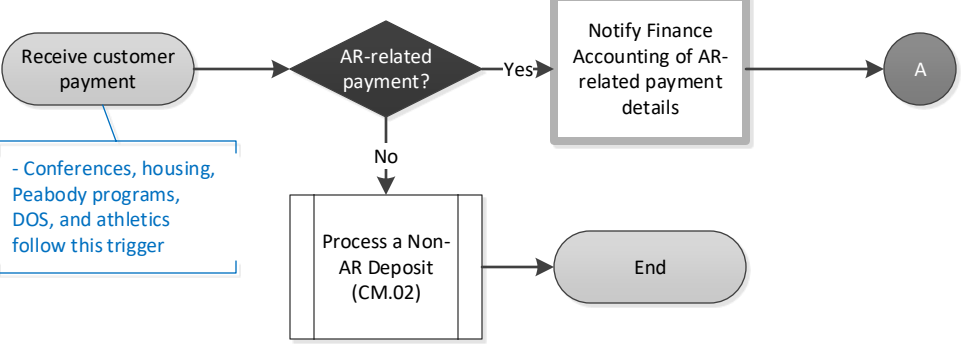 Receive customer
payment
AR-related
payment?
Yes
Notify Finance
Accounting of AR-
related payment
details
A
- Conferences, housing,
Peabody programs,
DOS, and athletics
follow this trigger
No
Process a Non-
AR Deposit
(CM.02)
End